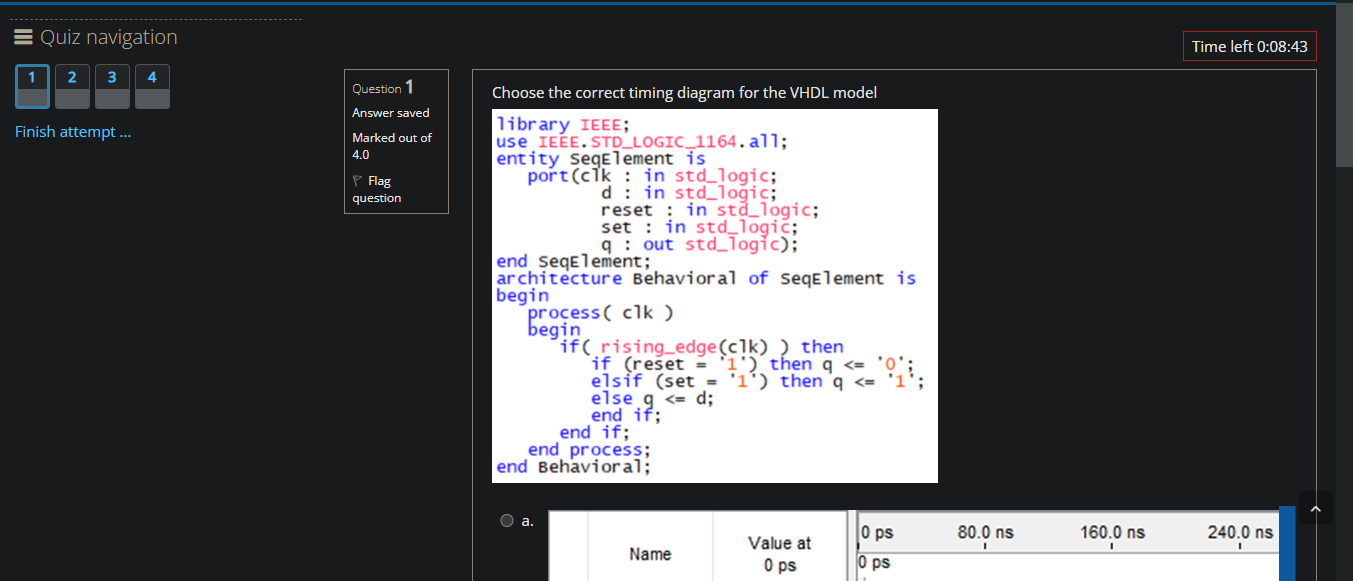 Quiz navigation
1 2 3 4
Finish attempt ...
Time left 0:08:43
Question 1
Answer saved
Marked out of
4.0
Flag
question
Choose the correct timing diagram for the VHDL model
library IEEE;
use IEEE.STD_LOGIC_1164.all;
entity SeqElement is
port(clk : in std_logic;
d : in std_logic;
reset : in std_logic;
set : in std_logic;
q : out std_logic);
end SeqElement;
architecture Behavioral of SeqElement is
begin
process( clk )
begin
if( rising_edge(clk) ) then
if (reset = '1') then q <= '0';
elsif (set = '1') then q <= '1';
else q <= d;
end if;
end if;
end process;
end Behavioral;
a.
Name
Value at
0 ps
0 ps 80.0 ns 160.0 ns 240.0 ns
0 ps